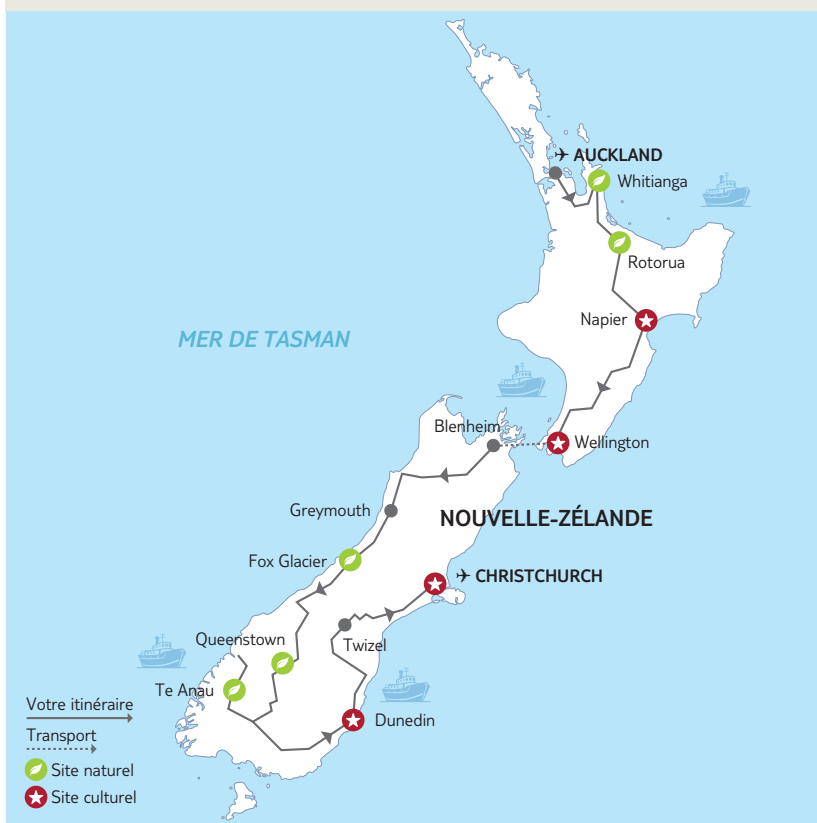 AUCKLAND
Whitianga
Rotorua
Napier
MER DE TASMAN
Blenheim
Wellington
Greymouth
NOUVELLE-ZÉLANDE
Fox Glacier
CHRISTCHURCH
Queenstown
Twizel
Te Anau
Dunedin
Votre itinéraire
Transport
Site naturel
Site culturel